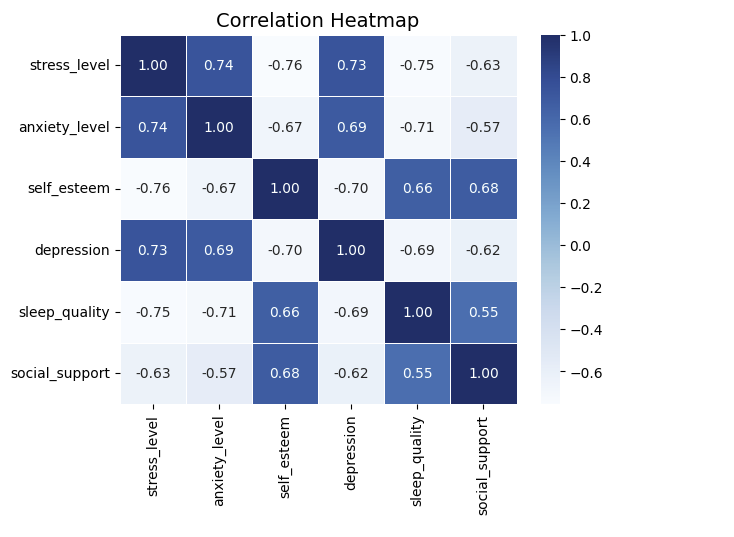 Correlation Heatmap
stress_level 1.00 0.74 -0.76 0.73 -0.75 -0.63
anxiety_level 0.74 1.00 -0.67 0.69 -0.71 -0.57
self_esteem -0.76 -0.67 1.00 -0.70 0.66 0.68
depression 0.73 0.69 -0.70 1.00 -0.69 -0.62
sleep_quality -0.75 -0.71 0.66 -0.69 1.00 0.55
social_support -0.63 -0.57 0.68 -0.62 0.55 1.00
stress_level
anxiety_level
self_esteem
depression
sleep_quality
social_support
1.0
0.8
0.6
0.4
0.2
0.0
−0.2
−0.4
−0.6